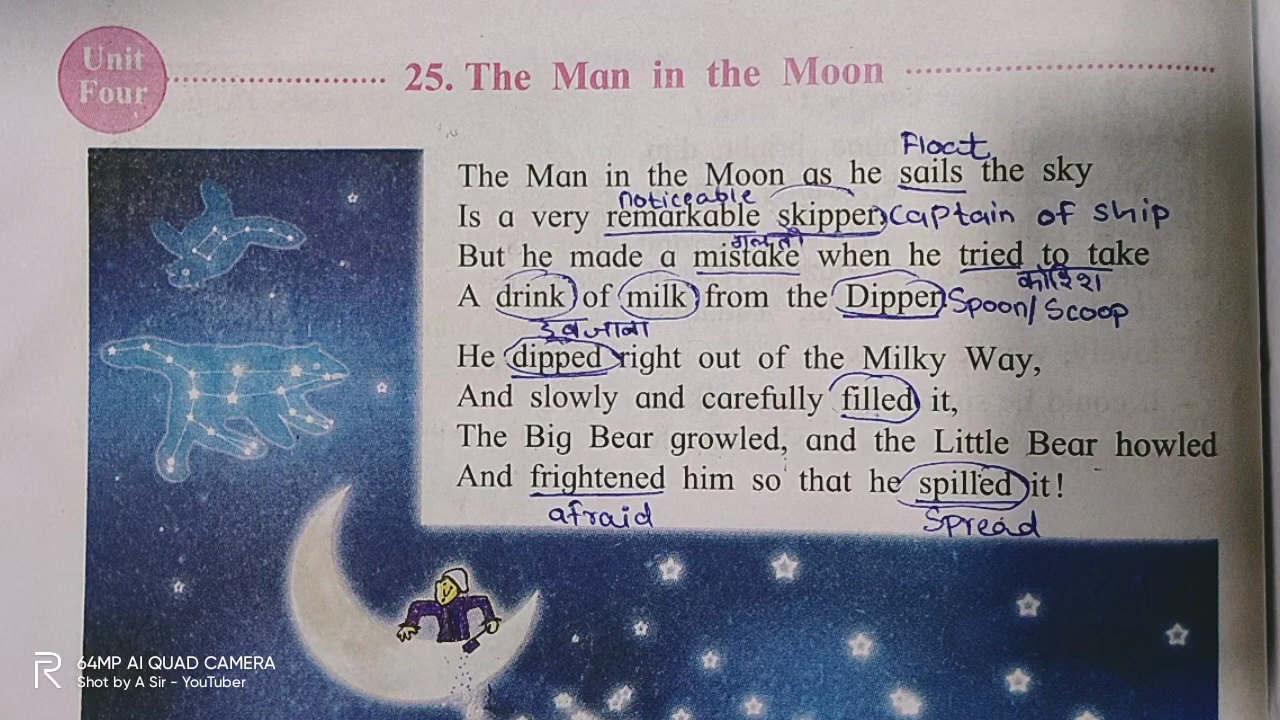 Unit
Four
25. The Man in the Moon
Float
The Man in the Moon as he sails the sky
noticeable
Is a very remarkable skipper captain of ship
गलती
But he made a mistake when he tried to take
कोशिश
A drink of milk from the Dipper. Spoon/Scoop
डूब जाना
He dipped right out of the Milky Way,
And slowly and carefully filled it,
The Big Bear growled, and the Little Bear howled
And frightened him so that he spilled it!
afraid Spread
64MP AI QUAD CAMERA
Shot by A Sir - YouTuber